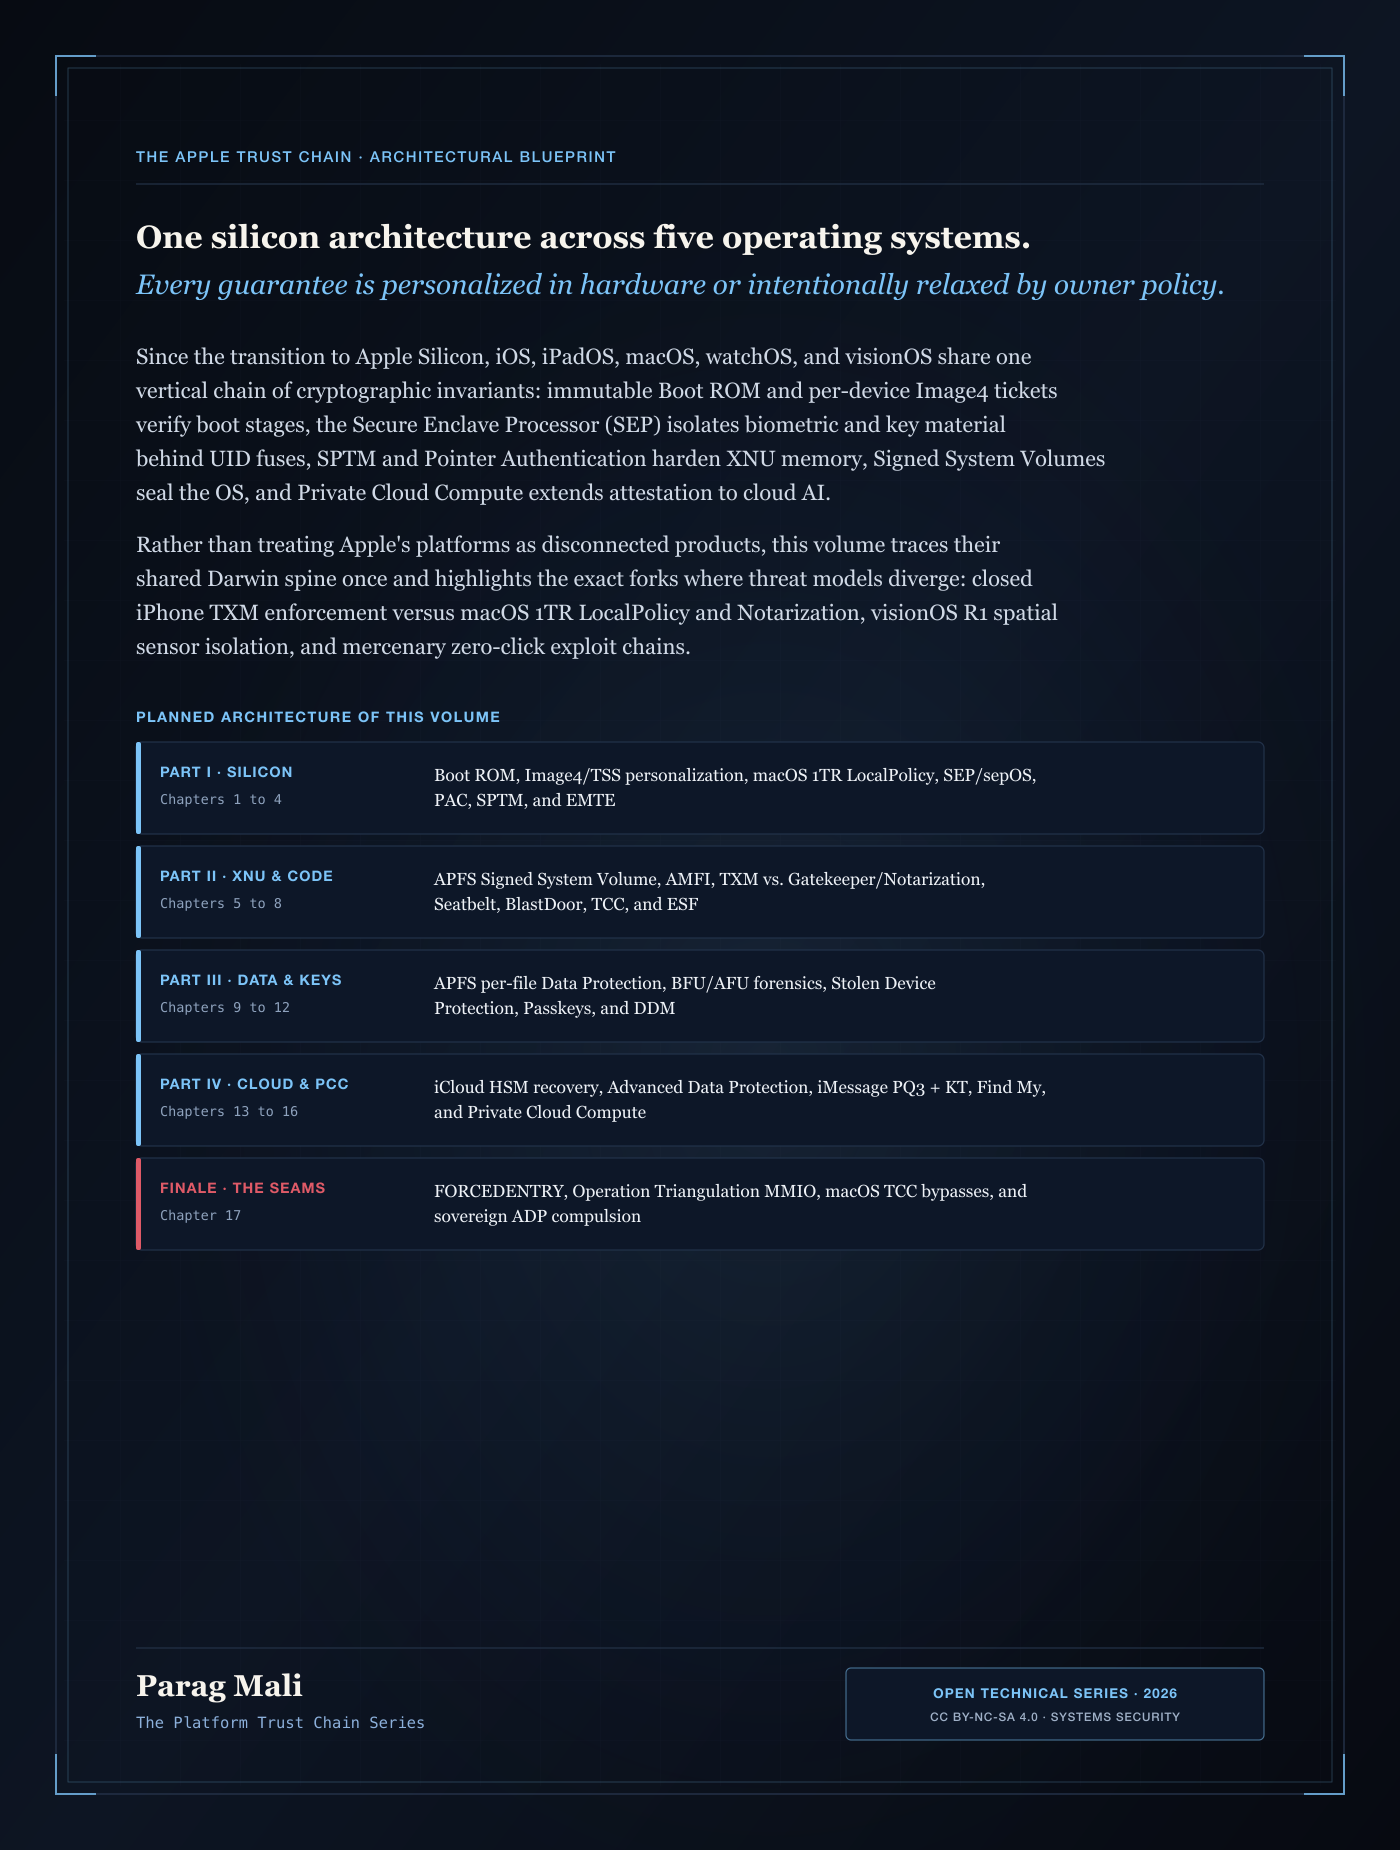 THE APPLE TRUST CHAIN · ARCHITECTURAL BLUEPRINT
One silicon architecture across five operating systems.
Every guarantee is personalized in hardware or intentionally relaxed by owner policy.
Since the transition to Apple Silicon, iOS, iPadOS, macOS, watchOS, and visionOS share one
vertical chain of cryptographic invariants: immutable Boot ROM and per-device Image4 tickets
verify boot stages, the Secure Enclave Processor (SEP) isolates biometric and key material
behind UID fuses, SPTM and Pointer Authentication harden XNU memory, Signed System Volumes
seal the OS, and Private Cloud Compute extends attestation to cloud AI.
Rather than treating Apple's platforms as disconnected products, this volume traces their
shared Darwin spine once and highlights the exact forks where threat models diverge: closed
iPhone TXM enforcement versus macOS 1TR LocalPolicy and Notarization, visionOS R1 spatial
sensor isolation, and mercenary zero-click exploit chains.
PLANNED ARCHITECTURE OF THIS VOLUME
PART I · SILICON
Chapters 1 to 4
Boot ROM, Image4/TSS personalization, macOS 1TR LocalPolicy, SEP/sepOS,
PAC, SPTM, and EMTE
PART II · XNU & CODE
Chapters 5 to 8
APFS Signed System Volume, AMFI, TXM vs. Gatekeeper/Notarization,
Seatbelt, BlastDoor, TCC, and ESF
PART III · DATA & KEYS
Chapters 9 to 12
APFS per-file Data Protection, BFU/AFU forensics, Stolen Device
Protection, Passkeys, and DDM
PART IV · CLOUD & PCC
Chapters 13 to 16
iCloud HSM recovery, Advanced Data Protection, iMessage PQ3 + KT, Find My,
and Private Cloud Compute
FINALE · THE SEAMS
Chapter 17
FORCEDENTRY, Operation Triangulation MMIO, macOS TCC bypasses, and
sovereign ADP compulsion
Parag Mali
The Platform Trust Chain Series
OPEN TECHNICAL SERIES · 2026
CC BY-NC-SA 4.0 · SYSTEMS SECURITY